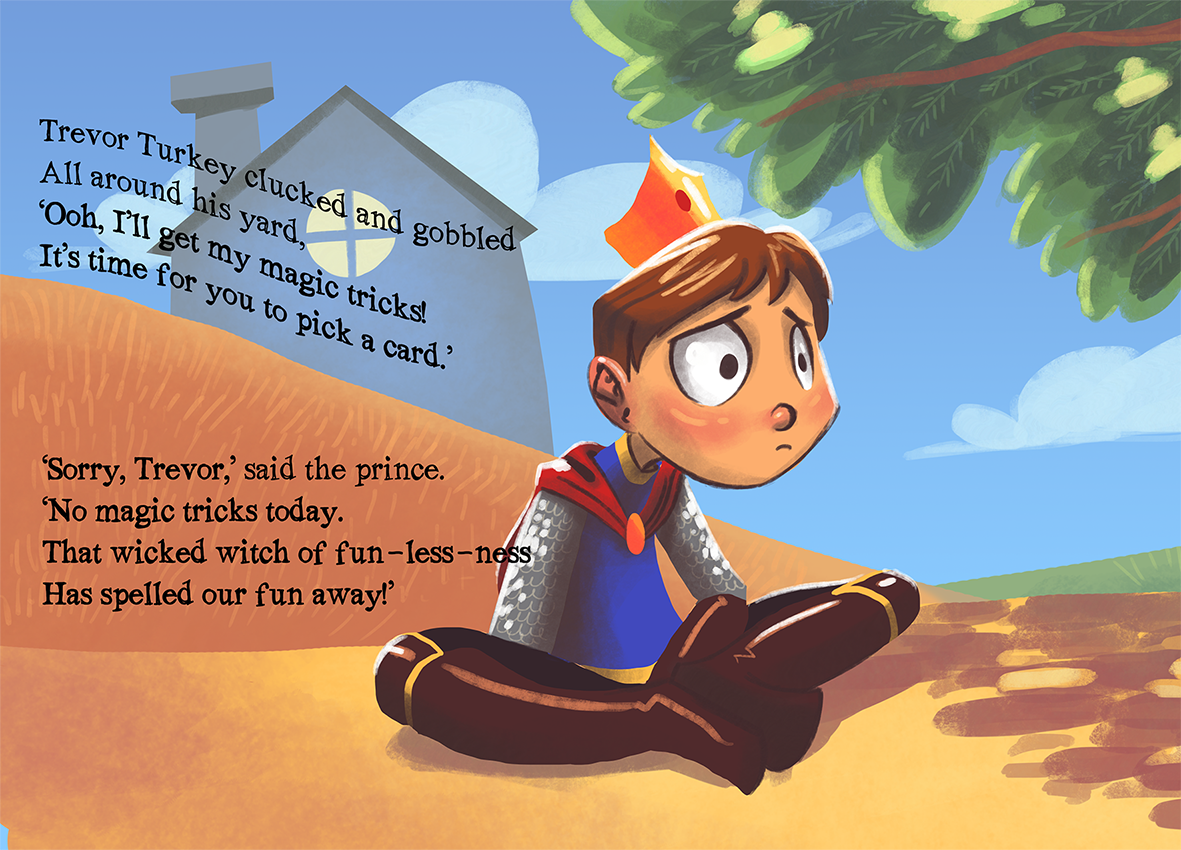 Trevor Turkey clucked and gobbled
All around his yard,
‘Ooh, I’ll get my magic tricks!
It’s time for you to pick a card.’
‘Sorry, Trevor,’ said the prince.
‘No magic tricks today.
That wicked witch of fun-less-ness
Has spelled our fun away!’